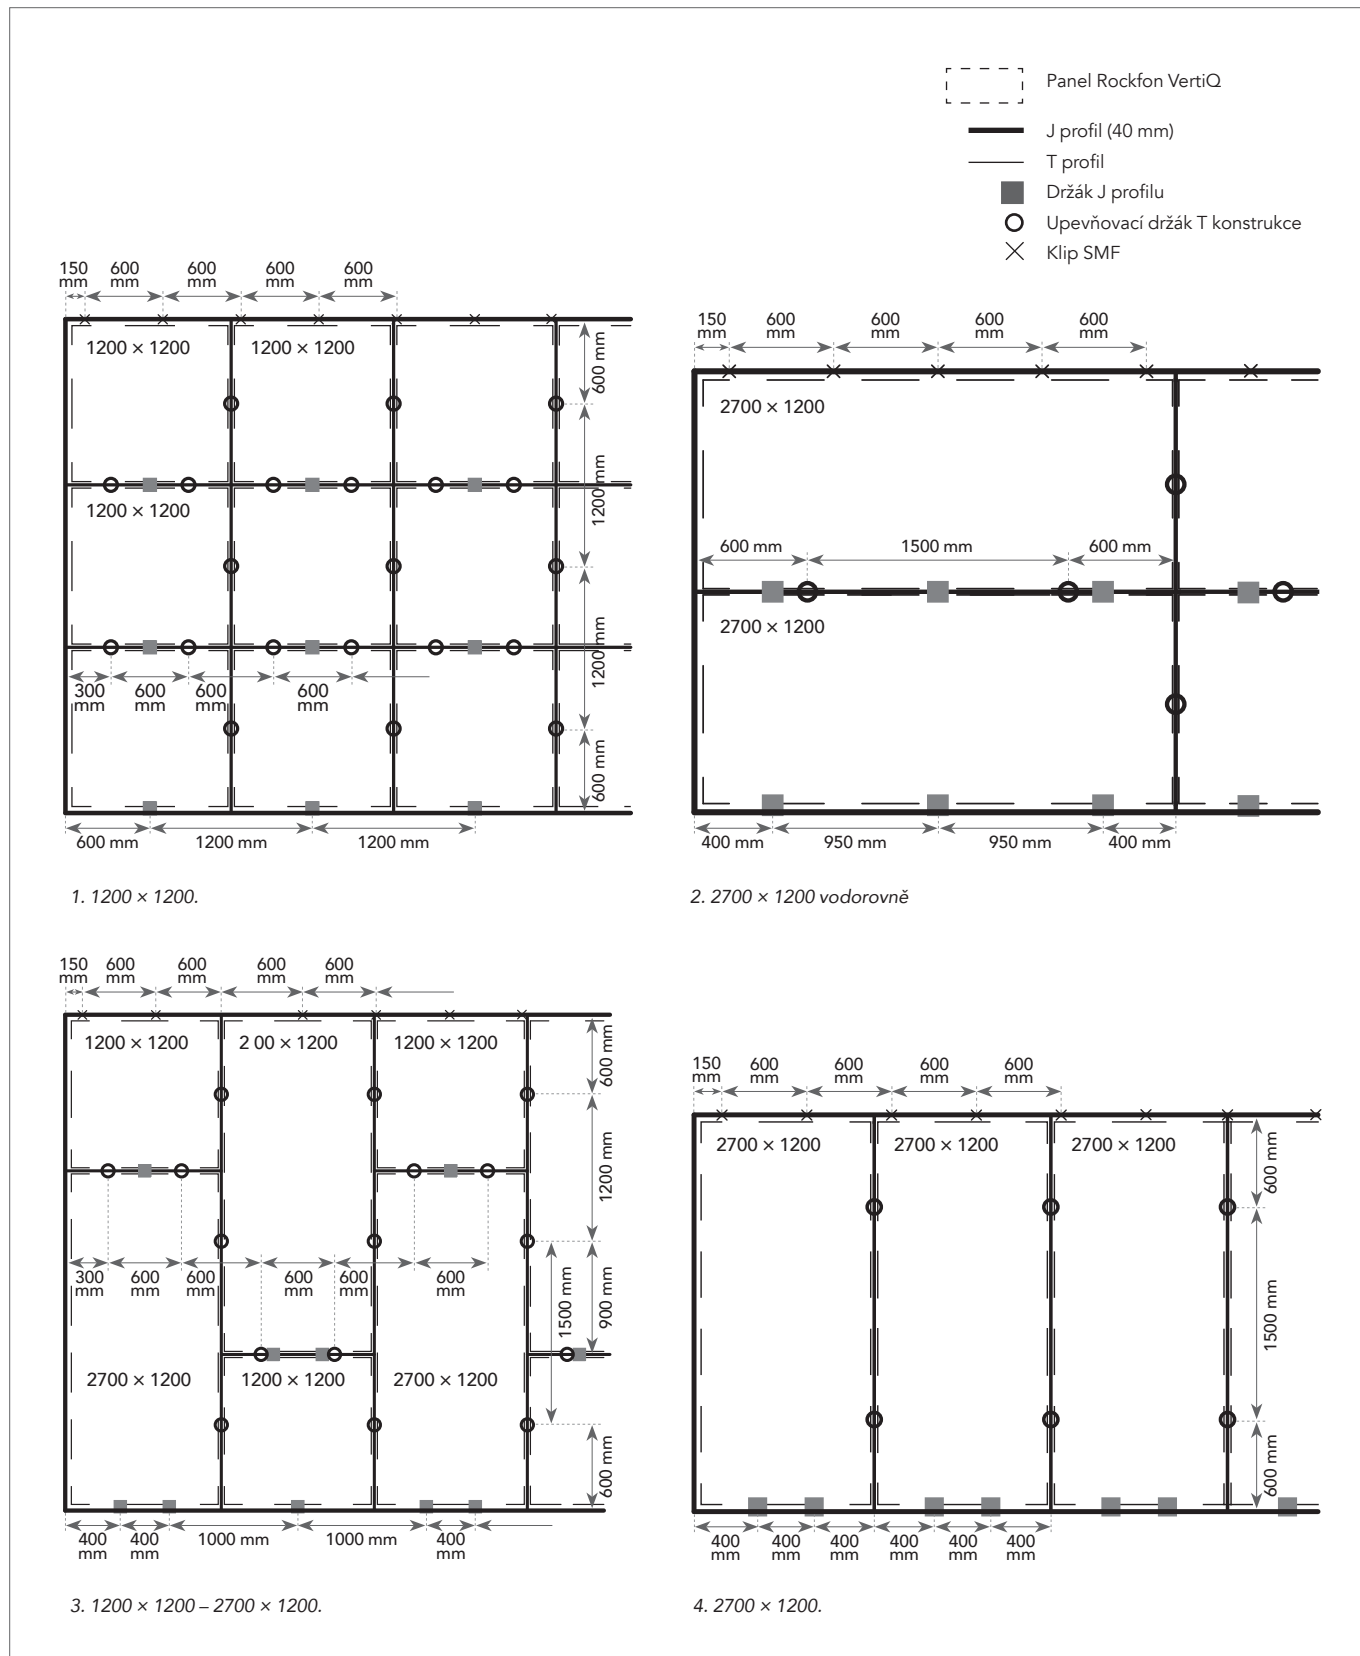 Panel Rockfon VertiQ
J profil (40 mm)
T profil
Držák J profilu
Upevňovací držák T konstrukce
Klip SMF
150 600 600 600 600
mm mm mm mm mm
1200 × 1200 1200 × 1200
600 mm
1200 × 1200
1200 mm
1200 mm
300 600 600 600
mm mm mm mm
600 mm
600 mm 1200 mm 1200 mm
1. 1200 × 1200.
150 600 600 600 600
mm mm mm mm mm
2700 × 1200
600 mm 1500 mm 600 mm
2700 × 1200
400 mm 950 mm 950 mm 400 mm
2. 2700 × 1200 vodorovně
150 600 600 600 600
mm mm mm mm mm
1200 × 1200 2 00 × 1200 1200 × 1200
600 mm
1200 mm
300 600 600 600 600 600
mm mm mm mm mm mm
1500 mm 900 mm
2700 × 1200 1200 × 1200 2700 × 1200
600 mm
400 400 1000 mm 1000 mm 400
mm mm mm
3. 1200 × 1200 – 2700 × 1200.
150 600 600 600 600
mm mm mm mm mm
2700 × 1200 2700 × 1200 2700 × 1200
600 mm
1500 mm
600 mm
400 400 400 400 400 400
mm mm mm mm mm mm
4. 2700 × 1200.